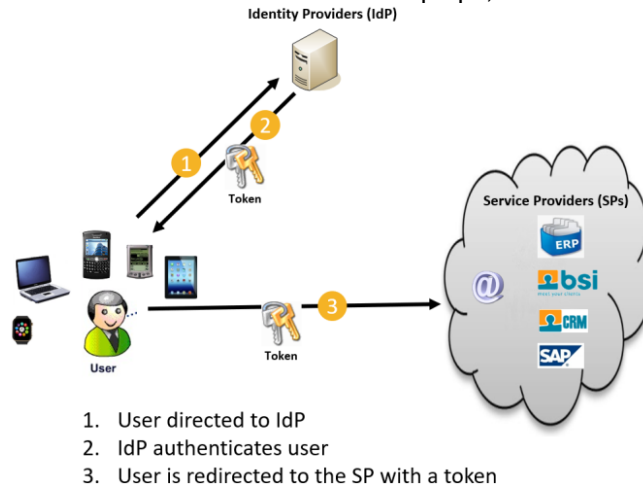 Identity Providers (IdP)
2
1
Token
Service Providers (SPs)
ERP
@
bsi
CRM
SAP
3
Token
User
1. User directed to IdP
2. IdP authenticates user
3. User is redirected to the SP with a token